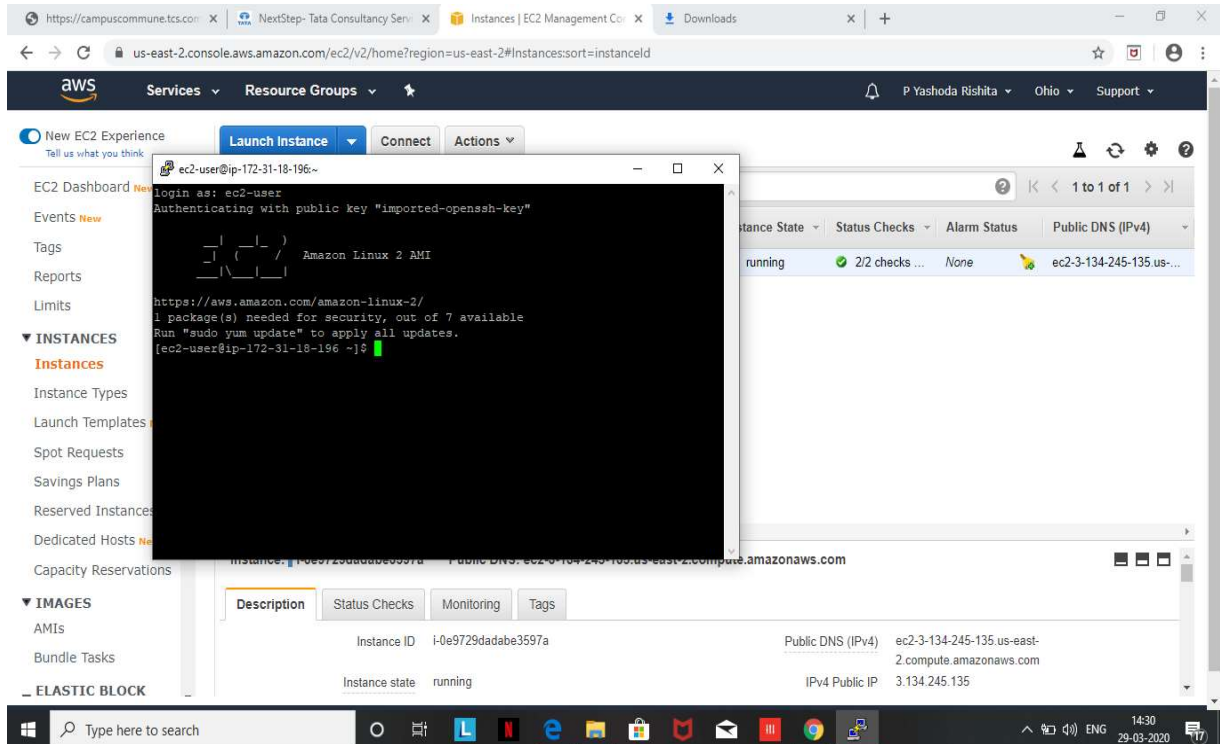 https://campuscommune.tcs.com
NextStep- Tata Consultancy Serv
Instances | EC2 Management Co
Downloads
us-east-2.console.aws.amazon.com/ec2/v2/home?region=us-east-2#Instances:sort=instanceId
aws Services Resource Groups P Yashoda Rishita Ohio Support
New EC2 Experience
Tell us what you think
Launch Instance Connect Actions
EC2 Dashboard New
Events New
Tags
Reports
Limits
INSTANCES
Instances
Instance Types
Launch Templates
Spot Requests
Savings Plans
Reserved Instances
Dedicated Hosts Ne
Capacity Reservations
IMAGES
AMIs
Bundle Tasks
ELASTIC BLOCK
ec2-user@ip-172-31-18-196:~
login as: ec2-user
Authenticating with public key "imported-openssh-key"
__| __|_ )
_| ( / Amazon Linux 2 AMI
___|\___|___|
https://aws.amazon.com/amazon-linux-2/
1 package(s) needed for security, out of 7 available
Run "sudo yum update" to apply all updates.
[ec2-user@ip-172-31-18-196 ~]$
1 to 1 of 1
stance State Status Checks Alarm Status Public DNS (IPv4)
running 2/2 checks ... None ec2-3-134-245-135.us-...
.amazonaws.com
Description Status Checks Monitoring Tags
Instance ID i-0e9729dadabe3597a Public DNS (IPv4) ec2-3-134-245-135.us-east-
2.compute.amazonaws.com
Instance state running IPv4 Public IP 3.134.245.135
Type here to search
ENG
14:30
29-03-2020
17